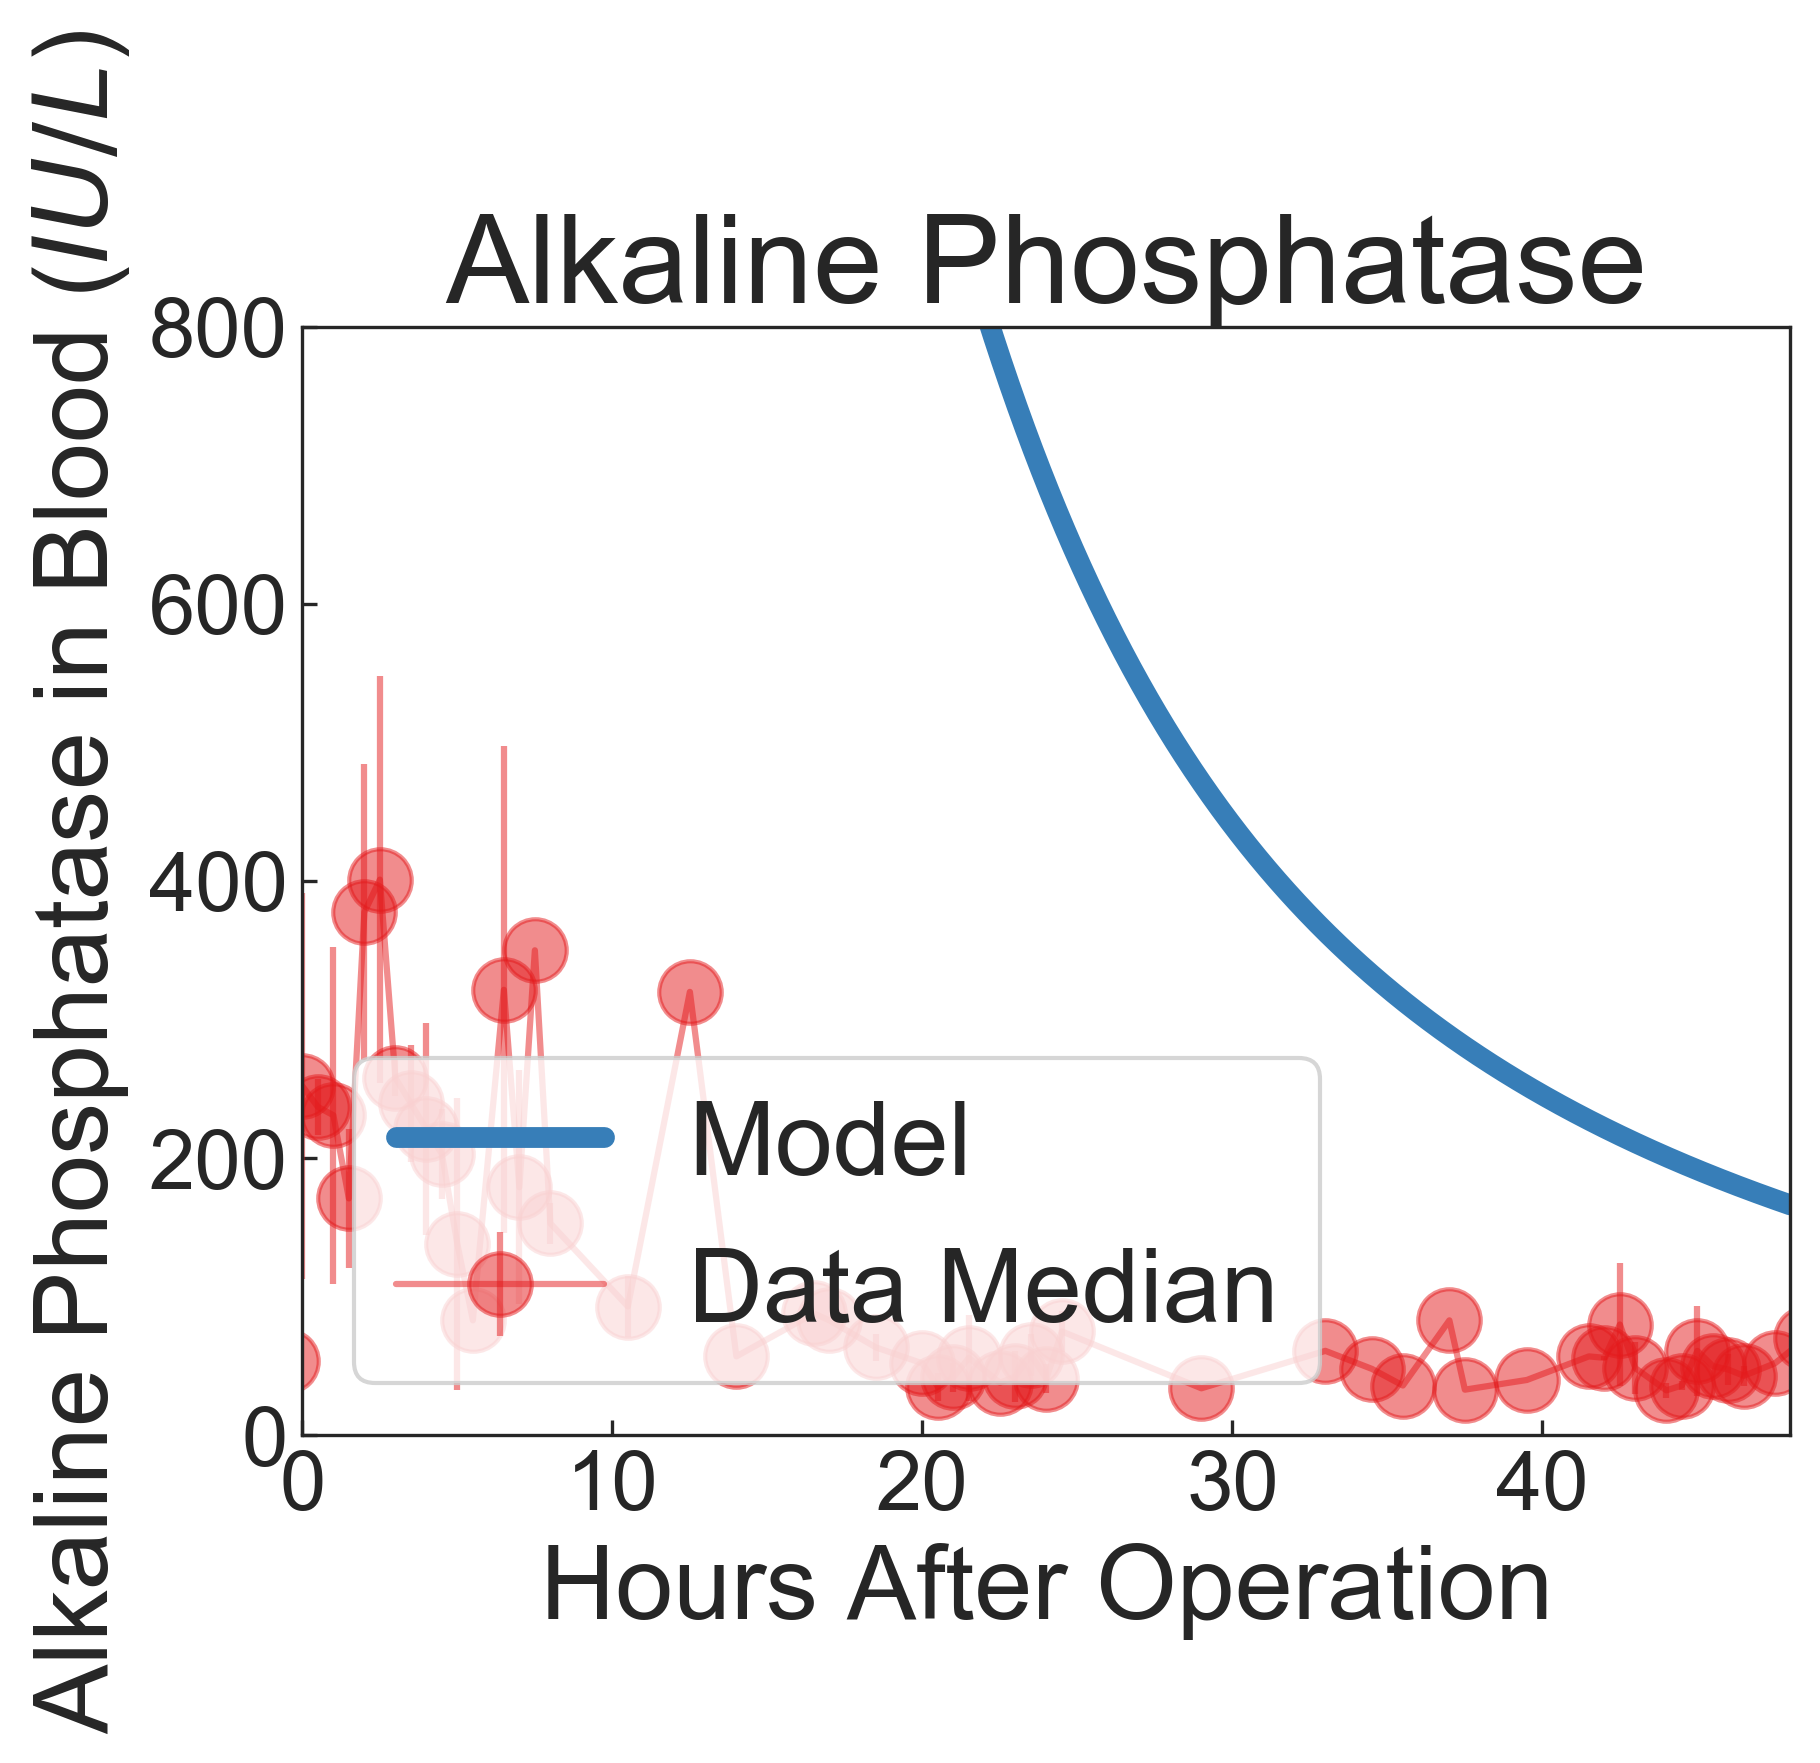 Alkaline Phosphatase
Alkaline Phosphatase in Blood (IU/L)
800
600
400
200
0
Model
Data Median
0 10 20 30 40
Hours After Operation